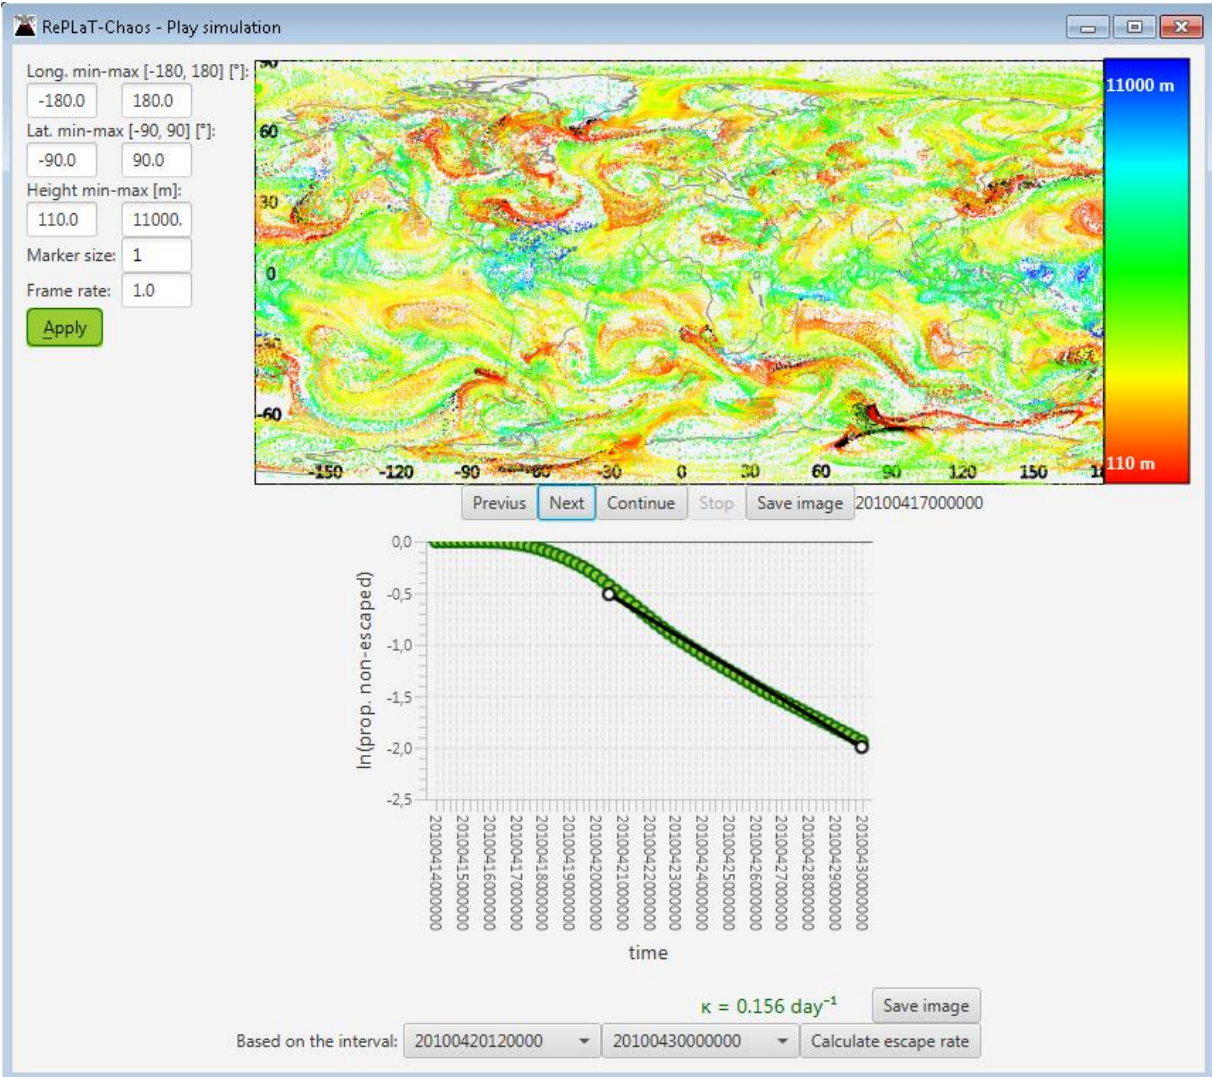 RePLaT-Chaos - Play simulation
Long. min-max [-180, 180] [°]:
-180.0 180.0
Lat. min-max [-90, 90] [°]:
-90.0 90.0
Height min-max [m]:
110.0 11000.
Marker size: 1
Frame rate: 1.0
Apply
90
60
30
0
-30
-60
-150 -120 -90 -60 -30 0 30 60 90 120 150 18
11000 m
110 m
Previus Next Continue Stop Save image 20100417000000
0,0
-0,5
-1,0
-1,5
-2,0
-2,5
ln(prop. non-escaped)
20100414000000
20100415000000
20100416000000
20100417000000
20100418000000
20100419000000
20100420000000
20100421000000
20100422000000
20100423000000
20100424000000
20100425000000
20100426000000
20100427000000
20100428000000
20100429000000
20100430000000
time
κ = 0.156 day⁻¹ Save image
Based on the interval: 20100420120000 20100430000000 Calculate escape rate